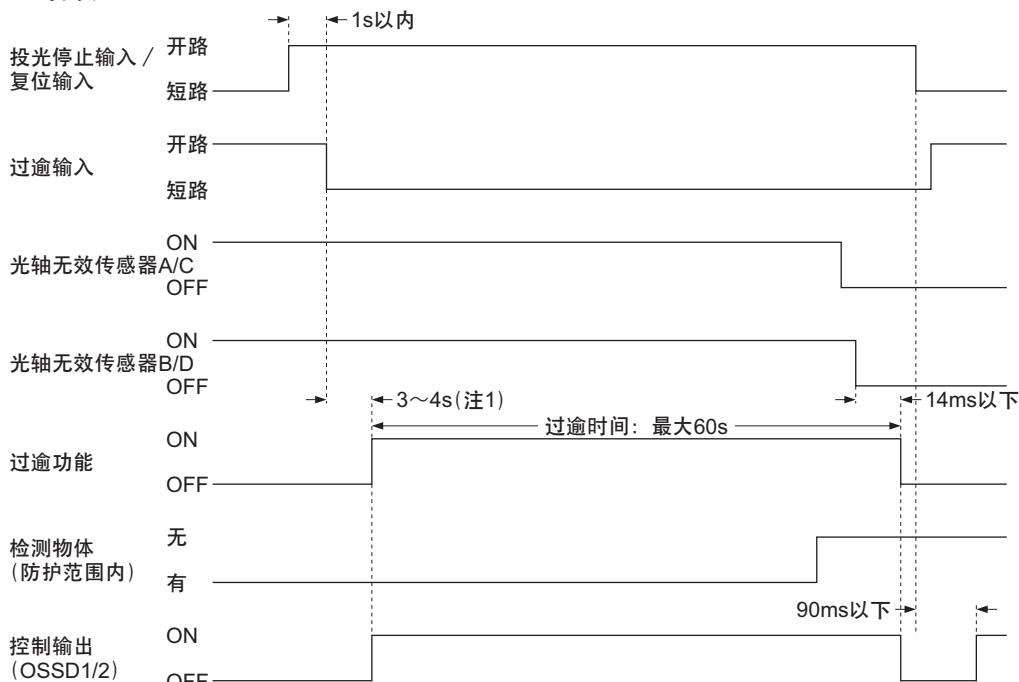 1s以内
投光停止输入 / 开路
复位输入
短路
开路
过逾输入
短路
ON
光轴无效传感器A/C
OFF
ON
光轴无效传感器B/D
OFF
3～4s(注1)
14ms以下
过逾时间：最大60s
ON
过逾功能
OFF
无
检测物体
(防护范围内)
有
90ms以下
ON
控制输出
(OSSD1/2)
OFF